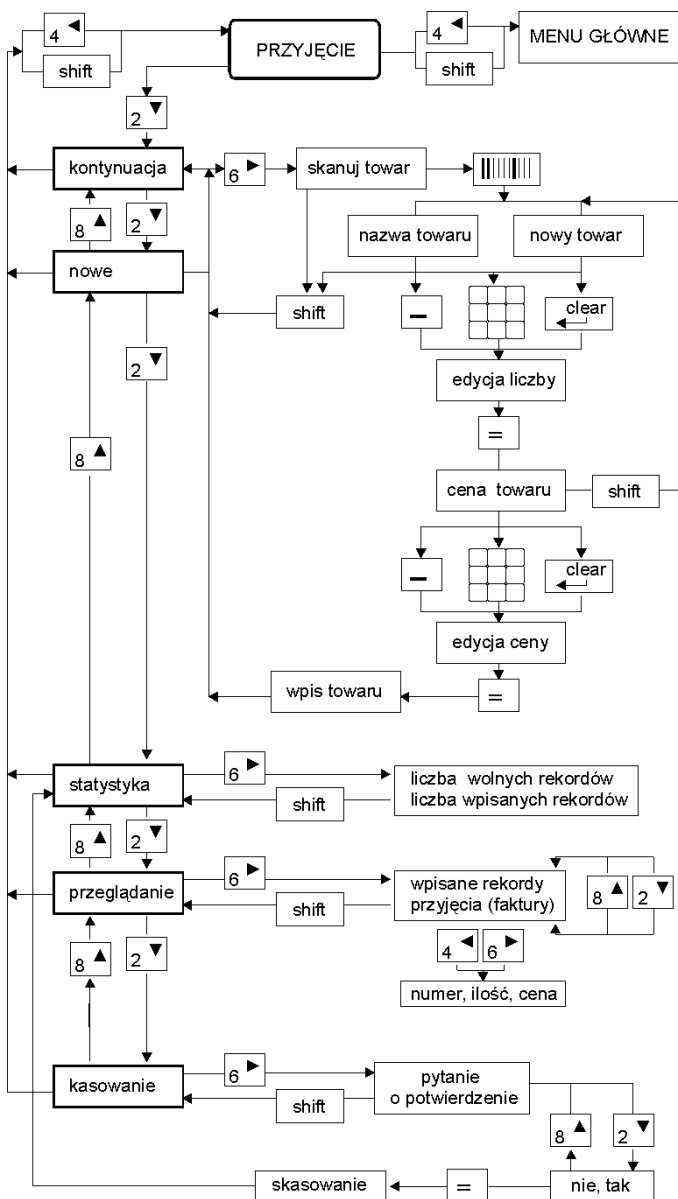 4 ◄
shift
PRZYJĘCIE
4 ◄
shift
MENU GŁÓWNE
2 ▼
kontynuacja
6 ►
skanuj towar
8 ▲
2 ▼
nazwa towaru
nowy towar
nowe
shift
–
clear
2 ▼
edycja liczby
=
8 ▲
cena towaru
shift
–
clear
edycja ceny
wpis towaru
=
statystyka
6 ►
shift
liczba wolnych rekordów
liczba wpisanych rekordów
8 ▲
2 ▼
przeglądanie
6 ►
shift
wpisane rekordy
przyjęcia (faktury)
8 ▲
2 ▼
8 ▲
2 ▼
4 ◄
6 ►
numer, ilość, cena
kasowanie
6 ►
shift
pytanie
o potwierdzenie
8 ▲
2 ▼
skasowanie
=
nie, tak